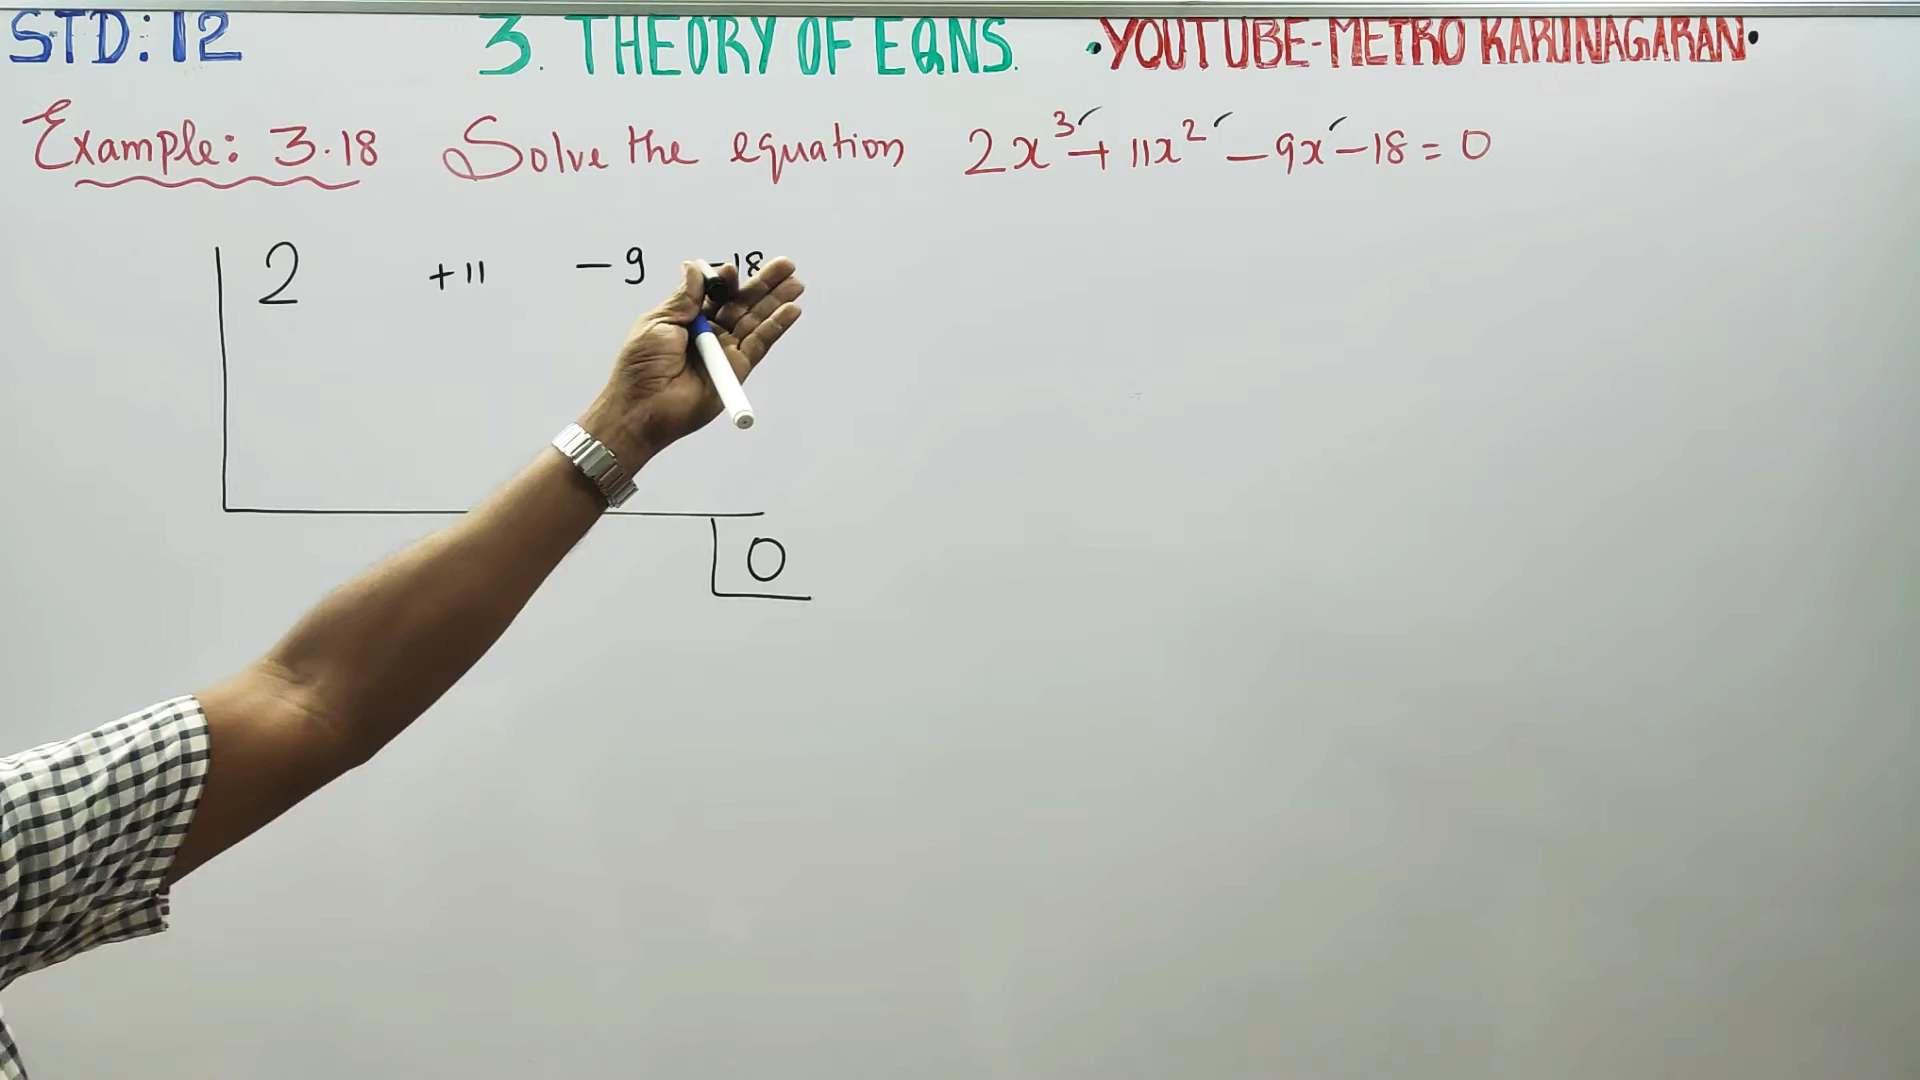 STD: 12 3. THEORY OF EQNS. •YOUTUBE-METRO KARUNAGARAN•
Example: 3.18 Solve the equation 2x³ + 11x² - 9x - 18 = 0
2 +11 -9 -18
0